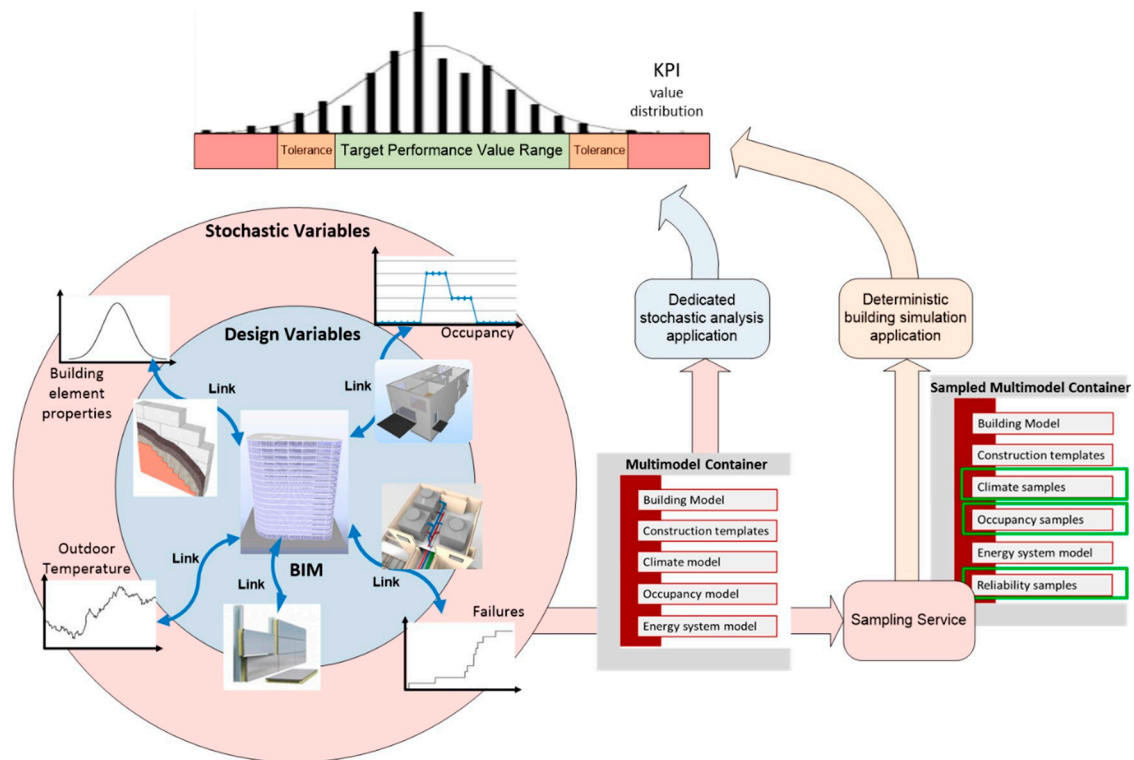 KPI
value
distribution
Tolerance
Target Performance Value Range
Tolerance
Stochastic Variables
Occupancy
Building
element
properties
Design Variables
Link
Link
Outdoor
Temperature
Link
Link
BIM
Link
Failures
Dedicated
stochastic analysis
application
Deterministic
building simulation
application
Multimodel Container
Building Model
Construction templates
Climate model
Occupancy model
Energy system model
Sampling Service
Sampled Multimodel Container
Building Model
Construction templates
Climate samples
Occupancy samples
Energy system model
Reliability samples